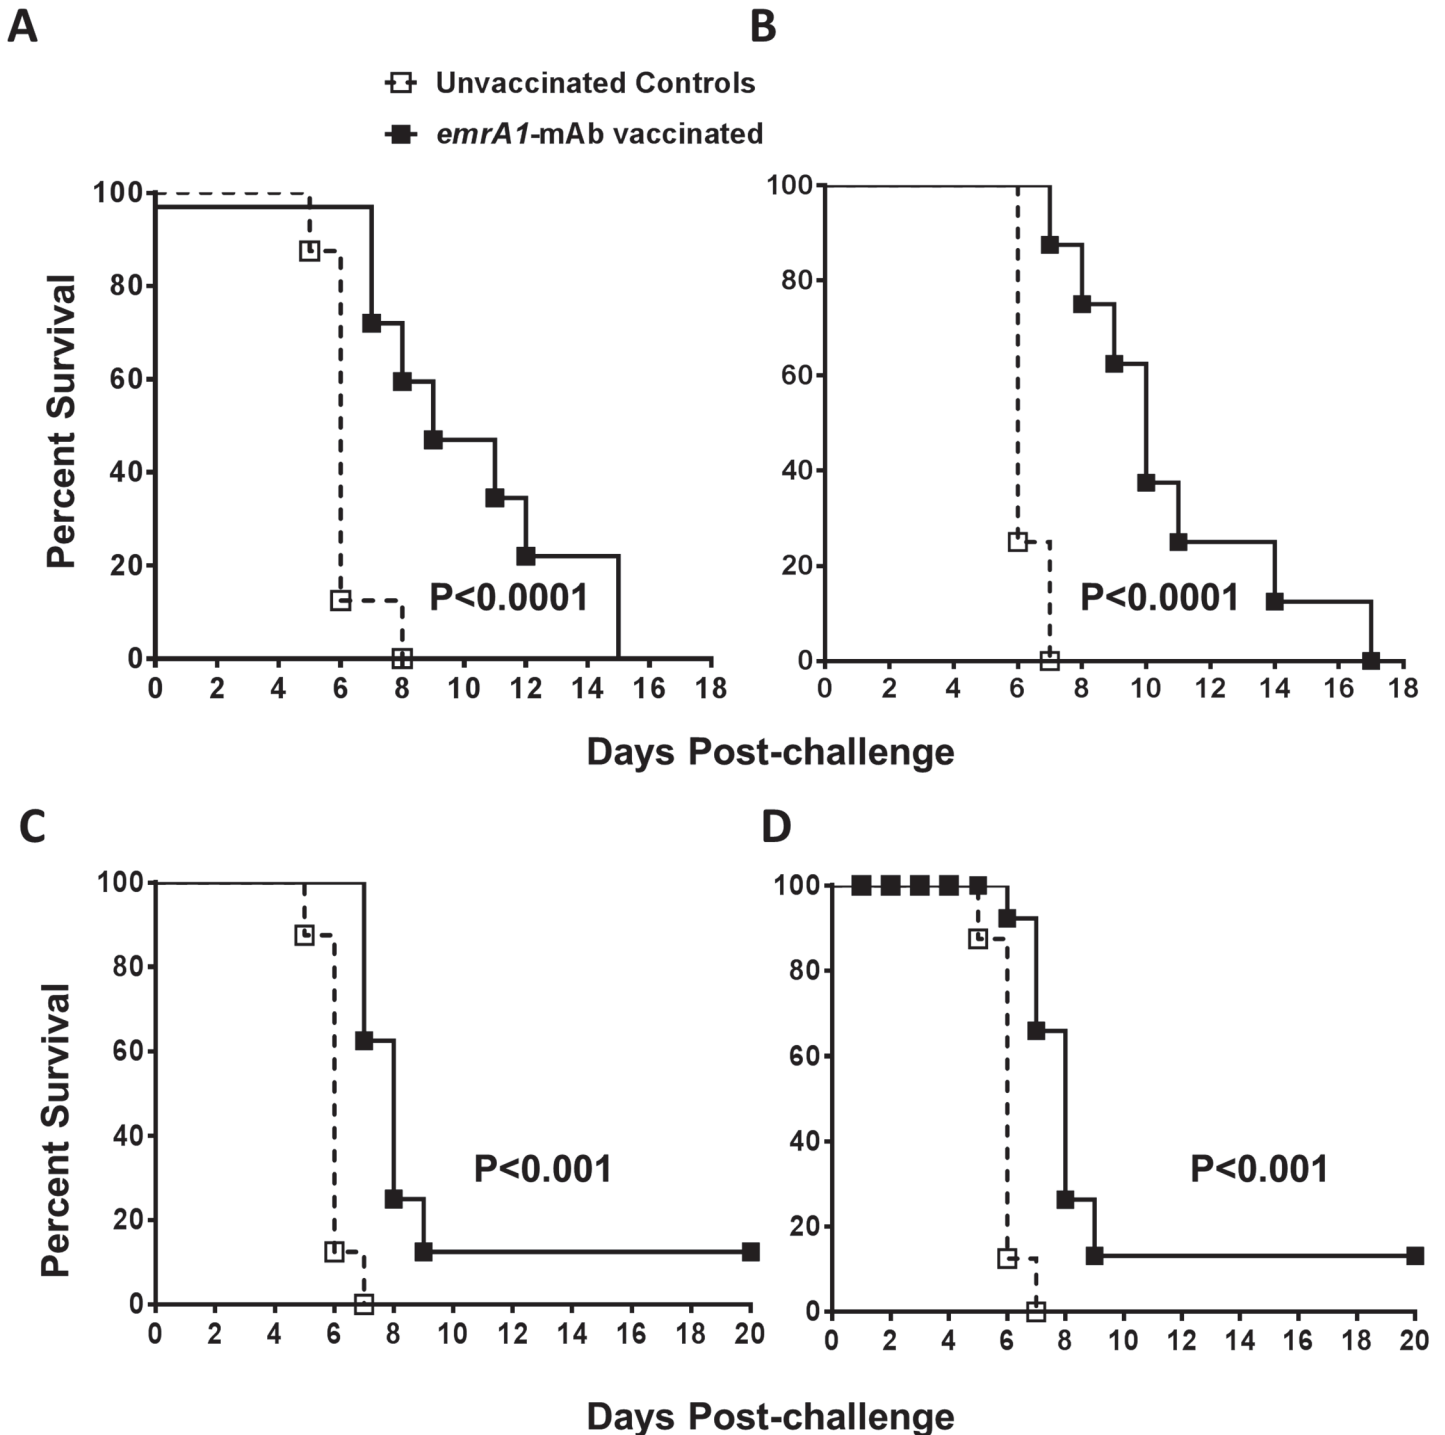 A
B
Unvaccinated Controls
emrA1-mAb vaccinated
Percent Survival
100
80
60
40
20
0
P<0.0001
0 2 4 6 8 10 12 14 16 18
100
80
60
40
20
0
P<0.0001
0 2 4 6 8 10 12 14 16 18
Days Post-challenge
C
D
Percent Survival
100
80
60
40
20
0
P<0.001
0 2 4 6 8 10 12 14 16 18 20
100
80
60
40
20
0
P<0.001
0 2 4 6 8 10 12 14 16 18 20
Days Post-challenge